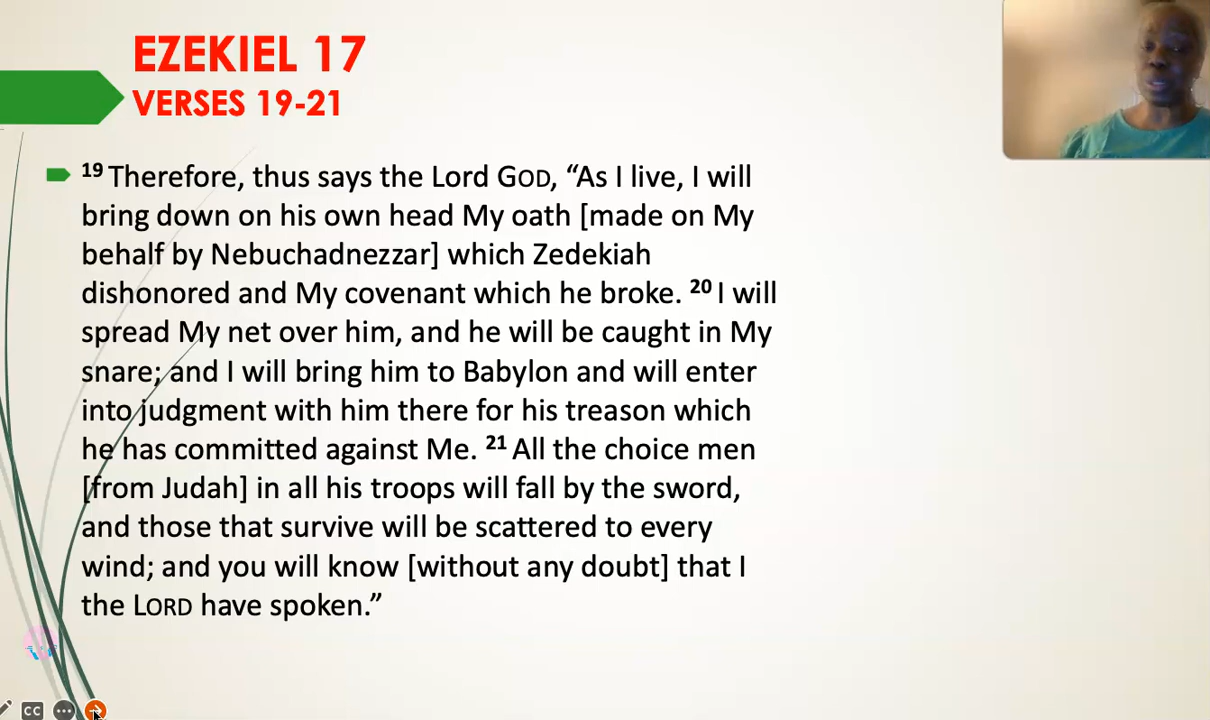 EZEKIEL 17
VERSES 19-21
19 Therefore, thus says the Lord GOD, “As I live, I will
bring down on his own head My oath [made on My
behalf by Nebuchadnezzar] which Zedekiah
dishonored and My covenant which he broke. 20 I will
spread My net over him, and he will be caught in My
snare; and I will bring him to Babylon and will enter
into judgment with him there for his treason which
he has committed against Me. 21 All the choice men
[from Judah] in all his troops will fall by the sword,
and those that survive will be scattered to every
wind; and you will know [without any doubt] that I
the LORD have spoken.”
CC